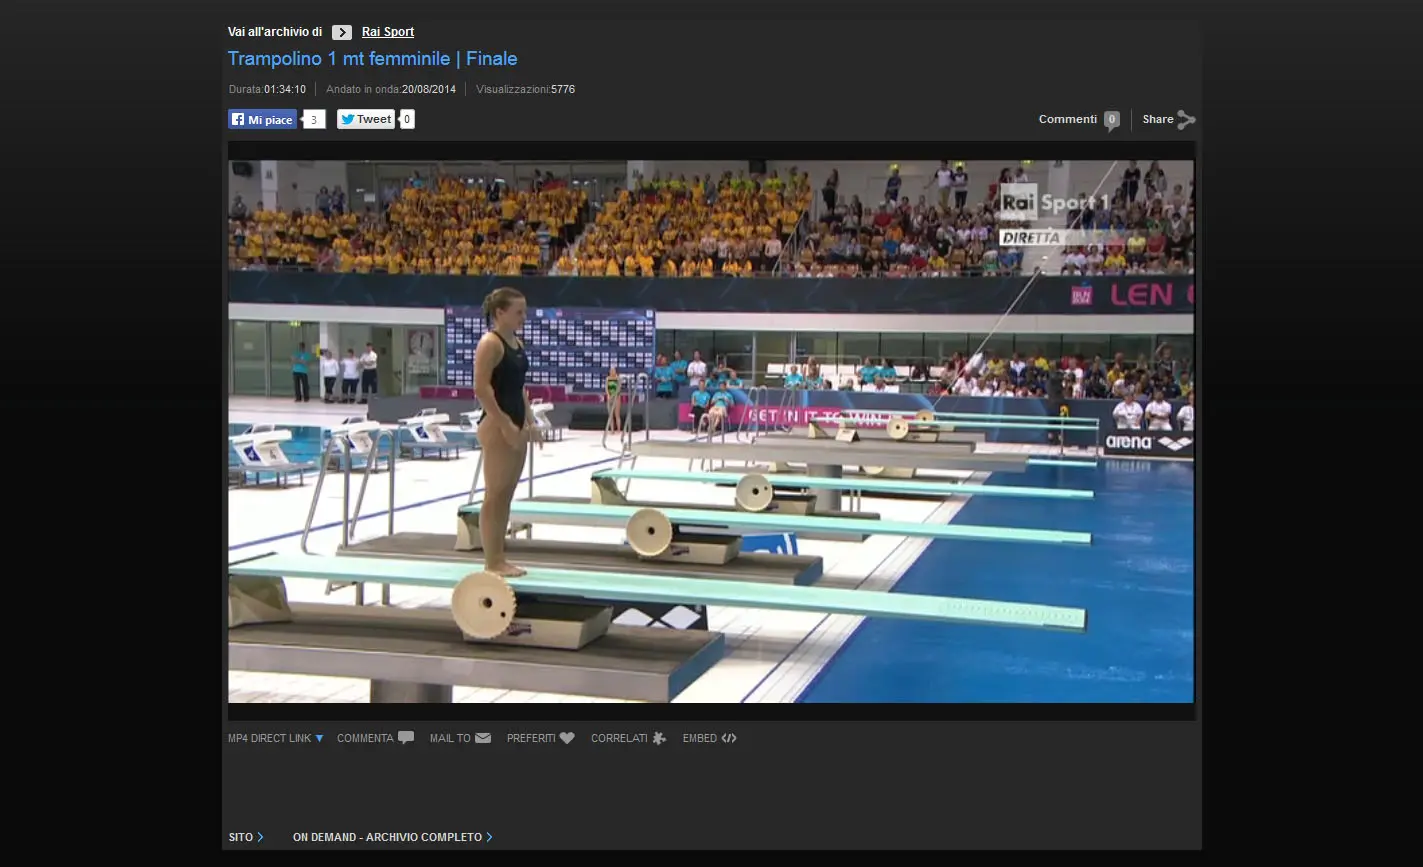 Vai all'archivio di Rai Sport
Trampolino 1 mt femminile | Finale
Durata:01:34:10 Andato in onda:20/08/2014 Visualizzazioni:5776
Mi piace 3 Tweet 0 Commenti 0 Share
Rai Sport 1
DIRETTA
LEN
GET IN IT TO WIN
arena
MP4 DIRECT LINK COMMENTA MAIL TO PREFERITI CORRELATI EMBED
SITO ON DEMAND - ARCHIVIO COMPLETO